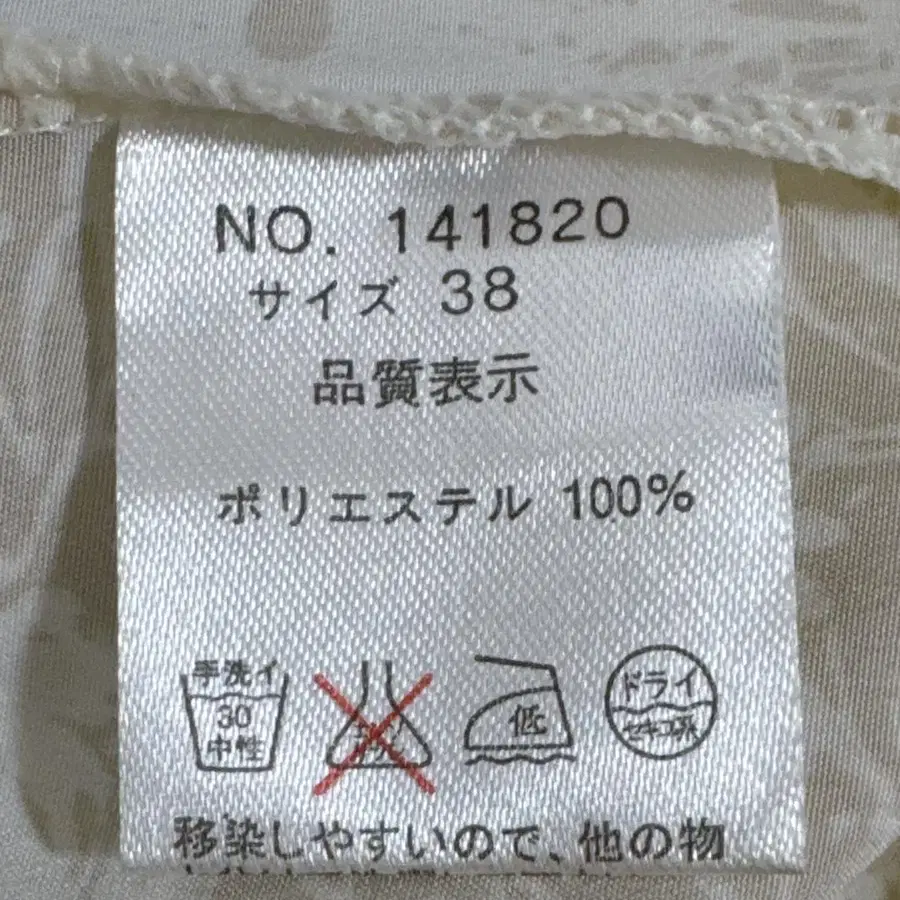 NO. 141820
サイズ 38
品質表示
ポリエステル 100%
手洗イ
30
中性
低
ドライ
セキユ系
移染しやすいので、他の物